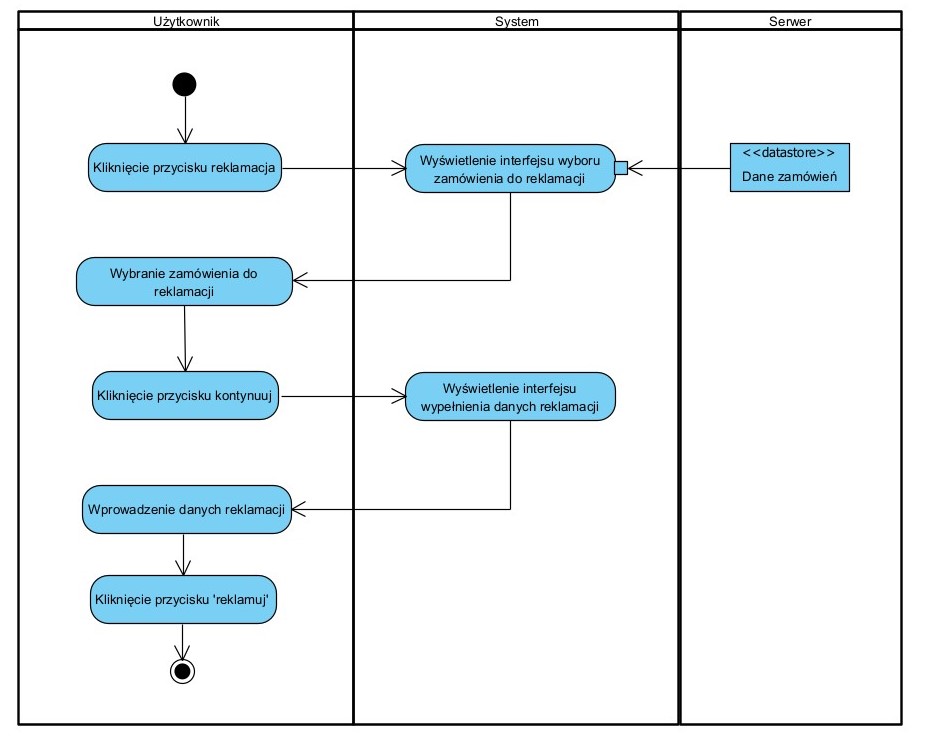 Użytkownik
System
Serwer
Kliknięcie przycisku reklamacja
Wyświetlenie interfejsu wyboru
zamówienia do reklamacji
<<datastore>>
Dane zamówień
Wybranie zamówienia do
reklamacji
Kliknięcie przycisku kontynuuj
Wyświetlenie interfejsu
wypełnienia danych reklamacji
Wprowadzenie danych reklamacji
Kliknięcie przycisku 'reklamuj'